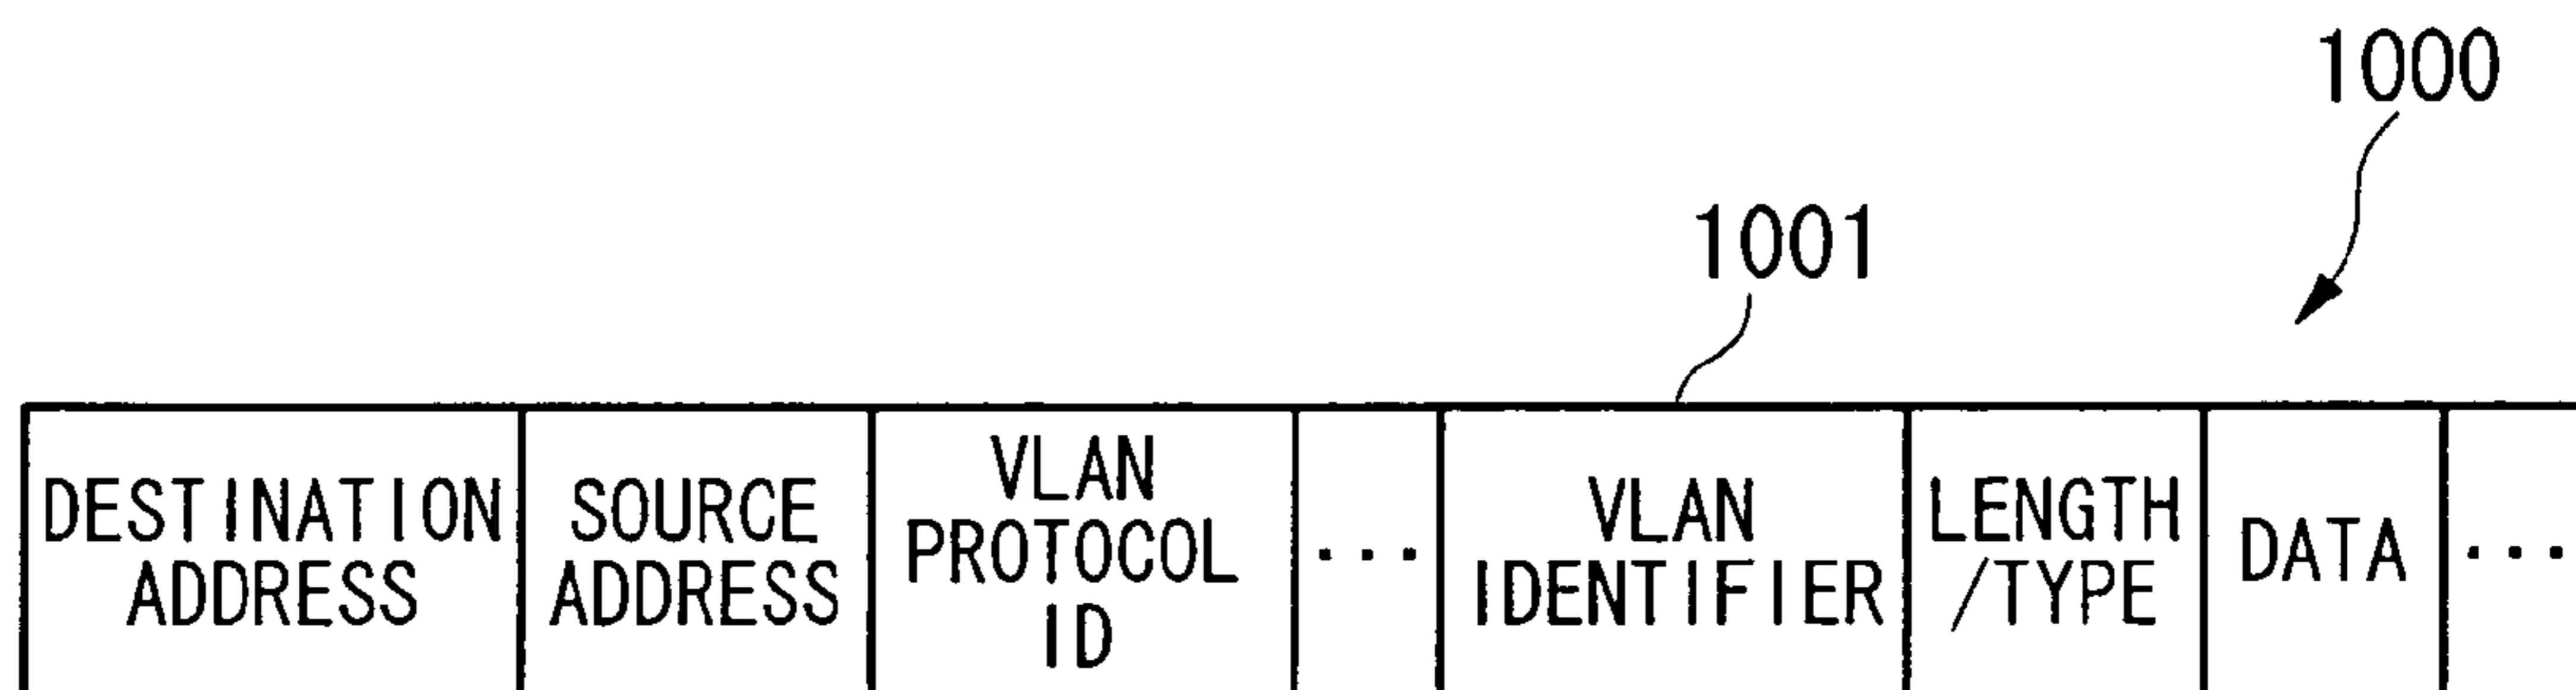 1000
1001
DESTINATION
ADDRESS
SOURCE
ADDRESS
VLAN
PROTOCOL
ID
...
VLAN
IDENTIFIER
LENGTH
/TYPE
DATA
...